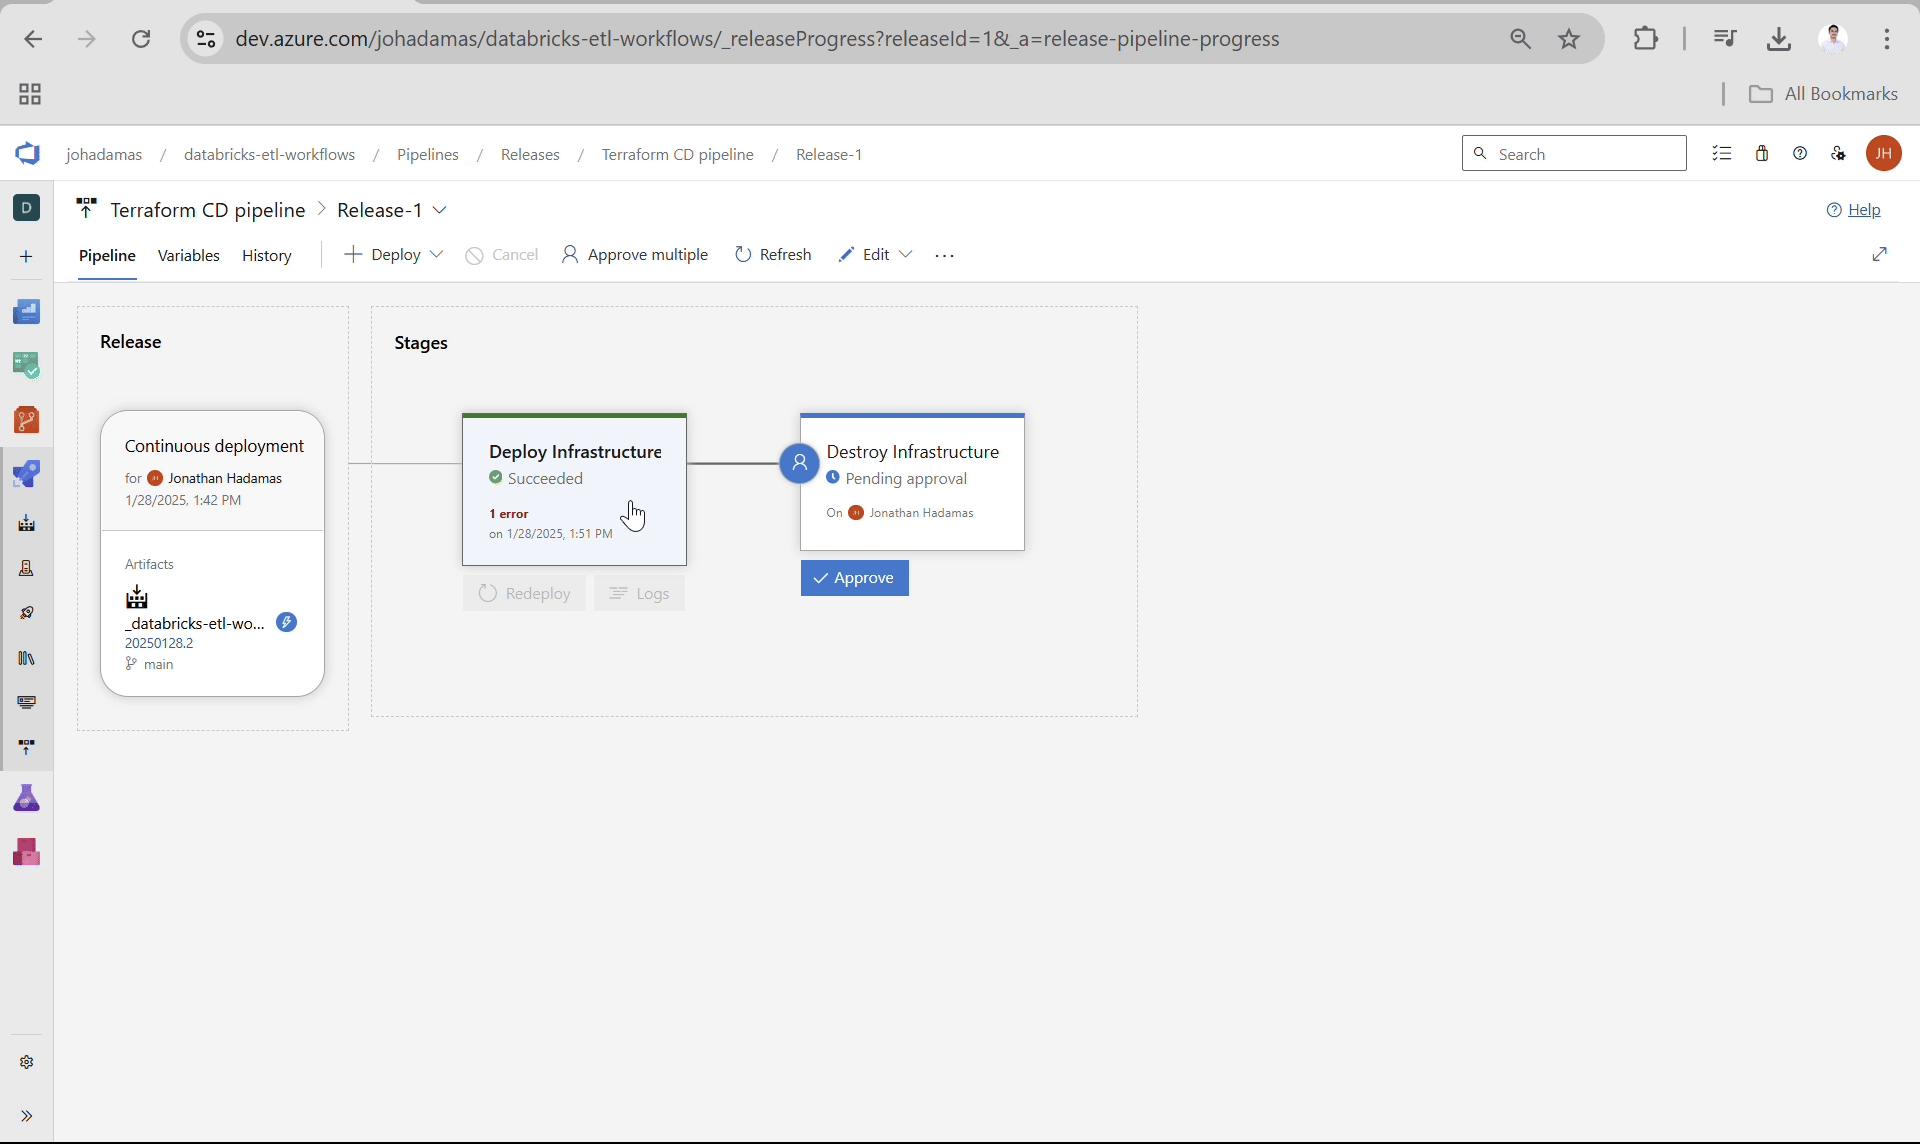 dev.azure.com/johadamas/databricks-etl-workflows/_releaseProgress?releaseId=1&_a=release-pipeline-progress
All Bookmarks
johadamas / databricks-etl-workflows / Pipelines / Releases / Terraform CD pipeline / Release-1
Search
JH
D
Terraform CD pipeline > Release-1
Help
Pipeline Variables History Deploy Cancel Approve multiple Refresh Edit ...
Release
Stages
Continuous deployment
for Jonathan Hadamas
1/28/2025, 1:42 PM
Artifacts
_databricks-etl-wo...
20250128.2
main
Deploy Infrastructure
Succeeded
1 error
on 1/28/2025, 1:51 PM
Redeploy Logs
Destroy Infrastructure
Pending approval
On Jonathan Hadamas
Approve